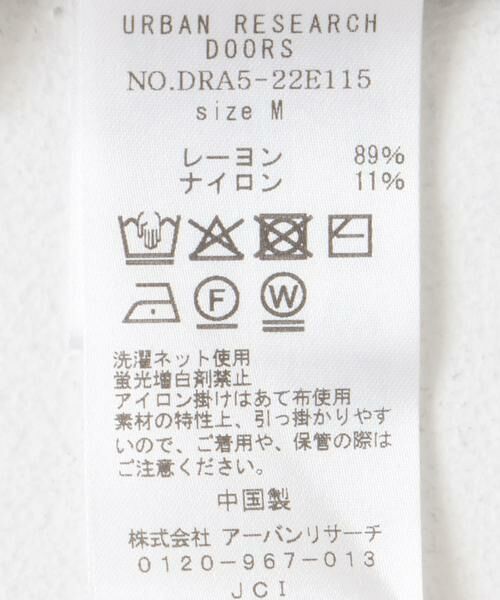 URBAN RESEARCH
DOORS
NO.DRA5-22E115
size M
レーヨン 89%
ナイロン 11%
F W
洗濯ネット使用
蛍光増白剤禁止
アイロン掛けはあて布使用
素材の特性上、引っ掛かりやす
いので、ご着用や、保管の際は
ご注意ください。
中国製
株式会社 アーバンリサーチ
0120-967-013
JCI